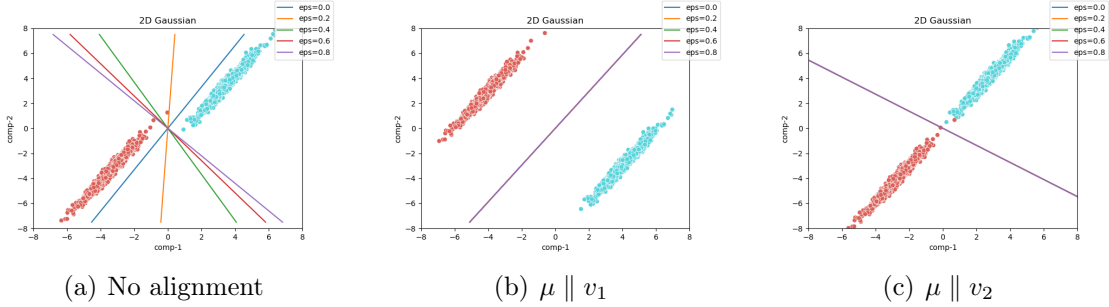 2D Gaussian
eps=0.0
eps=0.2
eps=0.4
eps=0.6
eps=0.8
8
6
4
2
0
−2
−4
−6
−8
comp-2
−8 −6 −4 −2 0 2 4 6 8
comp-1
(a) No alignment
2D Gaussian
eps=0.0
eps=0.2
eps=0.4
eps=0.6
eps=0.8
8
6
4
2
0
−2
−4
−6
−8
comp-2
−8 −6 −4 −2 0 2 4 6 8
comp-1
(b) μ ∥ v₁
2D Gaussian
eps=0.0
eps=0.2
eps=0.4
eps=0.6
eps=0.8
8
6
4
2
0
−2
−4
−6
−8
comp-2
−8 −6 −4 −2 0 2 4 6 8
comp-1
(c) μ ∥ v₂